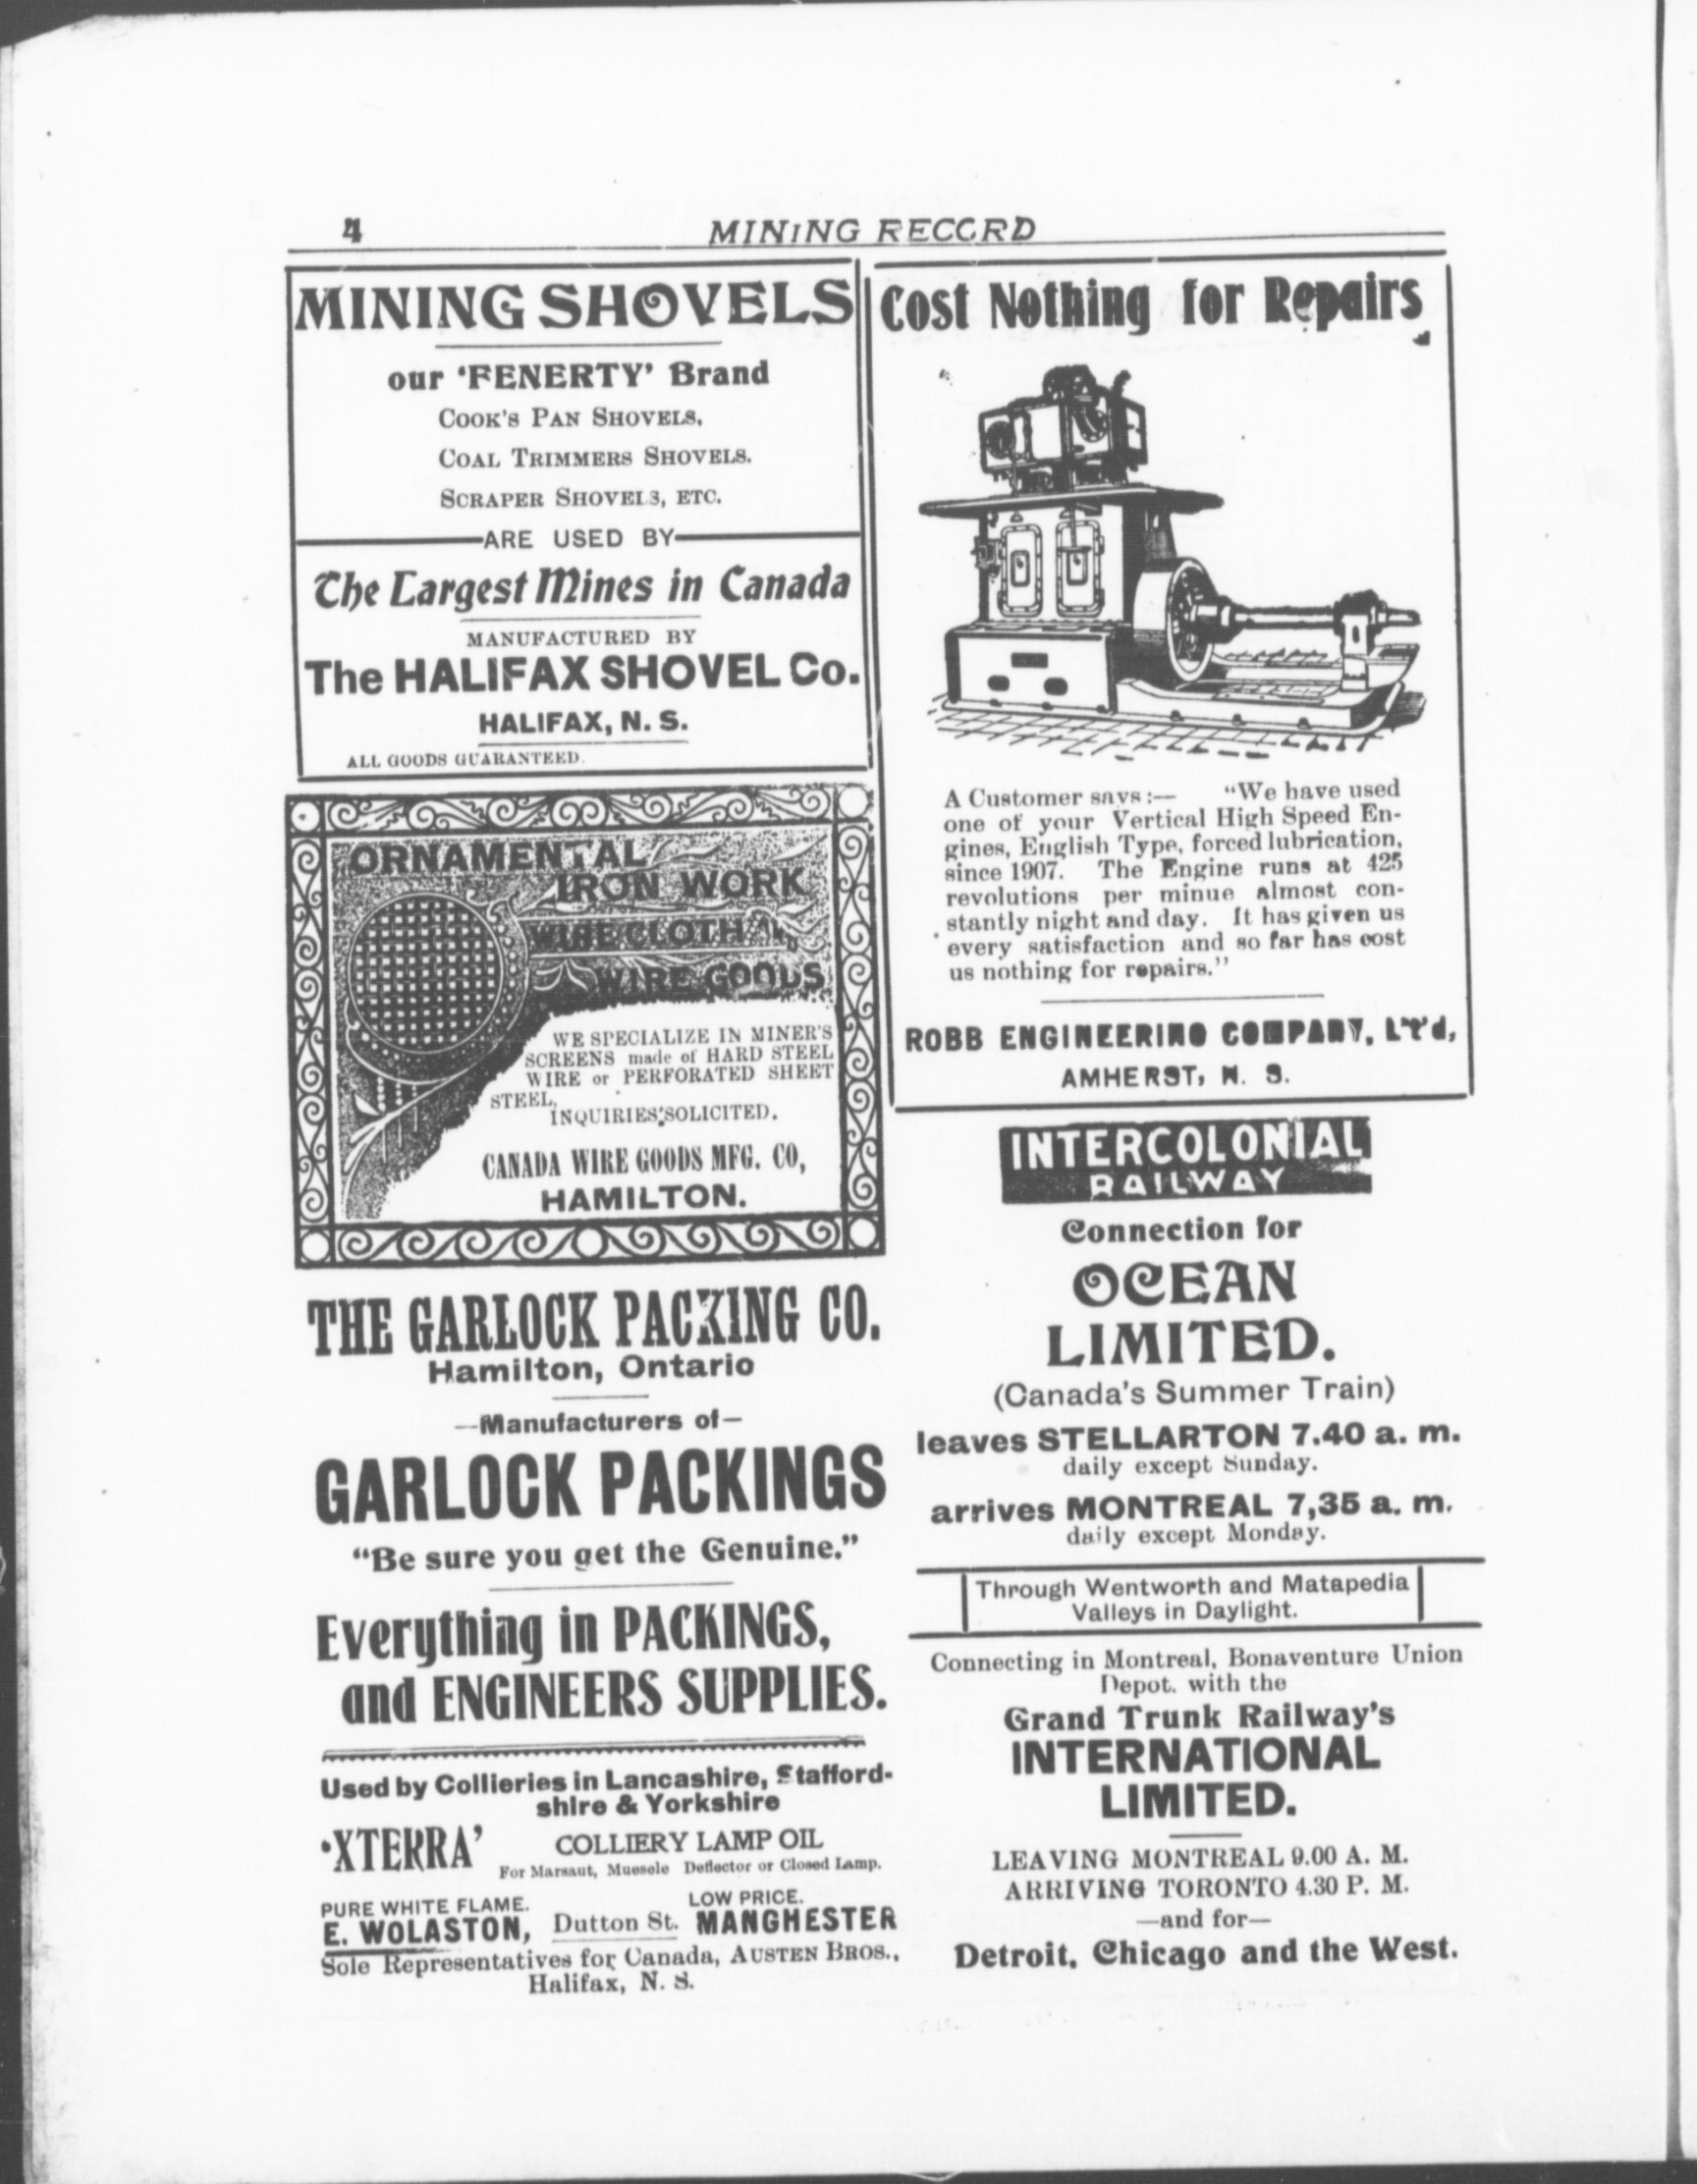 4
MINING RECORD
MINING SHOVELS
our 'FENERTY' Brand
COOK'S PAN SHOVELS,
COAL TRIMMERS SHOVELS.
SCRAPER SHOVELS, ETC.
ARE USED BY
The Largest Mines in Canada
MANUFACTURED BY
The HALIFAX SHOVEL Co.
HALIFAX, N. S.
ALL GOODS GUARANTEED.
ORNAMENTAL
IRON WORK
WIRE CLOTH AND
WIRE GOODS
WE SPECIALIZE IN MINER'S
SCREENS made of HARD STEEL
WIRE or PERFORATED SHEET
STEEL,
INQUIRIES SOLICITED.
CANADA WIRE GOODS MFG. CO,
HAMILTON.
THE GARLOCK PACKING CO.
Hamilton, Ontario
—Manufacturers of—
GARLOCK PACKINGS
"Be sure you get the Genuine."
Everything in PACKINGS,
and ENGINEERS SUPPLIES.
Used by Collieries in Lancashire, Stafford-
shire & Yorkshire
'XTERRA' COLLIERY LAMP OIL
For Marsaut, Muesele Deflector or Closed Lamp.
PURE WHITE FLAME. LOW PRICE.
E. WOLASTON, Dutton St. MANGHESTER
Sole Representatives for Canada, AUSTEN BROS.,
Halifax, N. S.
Cost Nothing for Repairs
A Customer says :— "We have used
one of your Vertical High Speed En-
gines, English Type, forced lubrication,
since 1907. The Engine runs at 425
revolutions per minue almost con-
stantly night and day. It has given us
every satisfaction and so far has cost
us nothing for repairs."
ROBB ENGINEERING COMPANY, L't'd,
AMHERST, N. S.
INTERCOLONIAL
RAILWAY
Connection for
OCEAN
LIMITED.
(Canada's Summer Train)
leaves STELLARTON 7.40 a. m.
daily except Sunday.
arrives MONTREAL 7,35 a. m.
daily except Monday.
Through Wentworth and Matapedia
Valleys in Daylight.
Connecting in Montreal, Bonaventure Union
Depot. with the
Grand Trunk Railway's
INTERNATIONAL
LIMITED.
LEAVING MONTREAL 9.00 A. M.
ARRIVING TORONTO 4.30 P. M.
—and for—
Detroit, Chicago and the West.